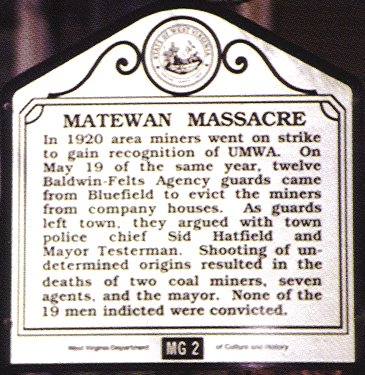 STATE OF WEST VIRGINIA
MATEWAN MASSACRE
In 1920 area miners went on strike
to gain recognition of UMWA. On
May 19 of the same year, twelve
Baldwin-Felts Agency guards came
from Bluefield to evict the miners
from company houses. As guards
left town, they argued with town
police chief Sid Hatfield and
Mayor Testerman. Shooting of un-
determined origins resulted in the
deaths of two coal miners, seven
agents, and the mayor. None of the
19 men indicted were convicted.
West Virginia Department MG 2 of Culture and History